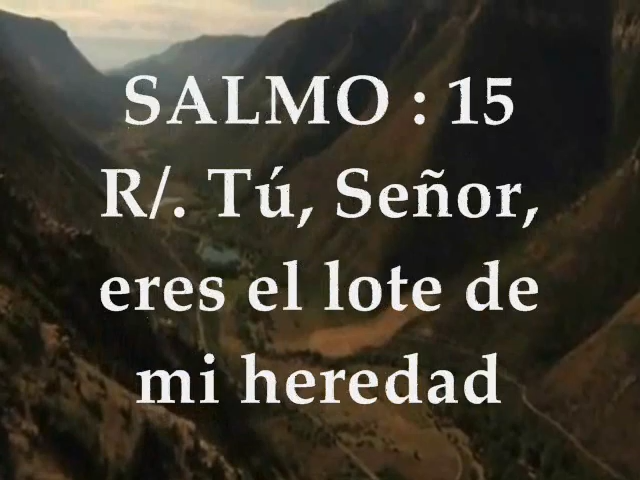 SALMO : 15
R/. Tú, Señor,
eres el lote de
mi heredad